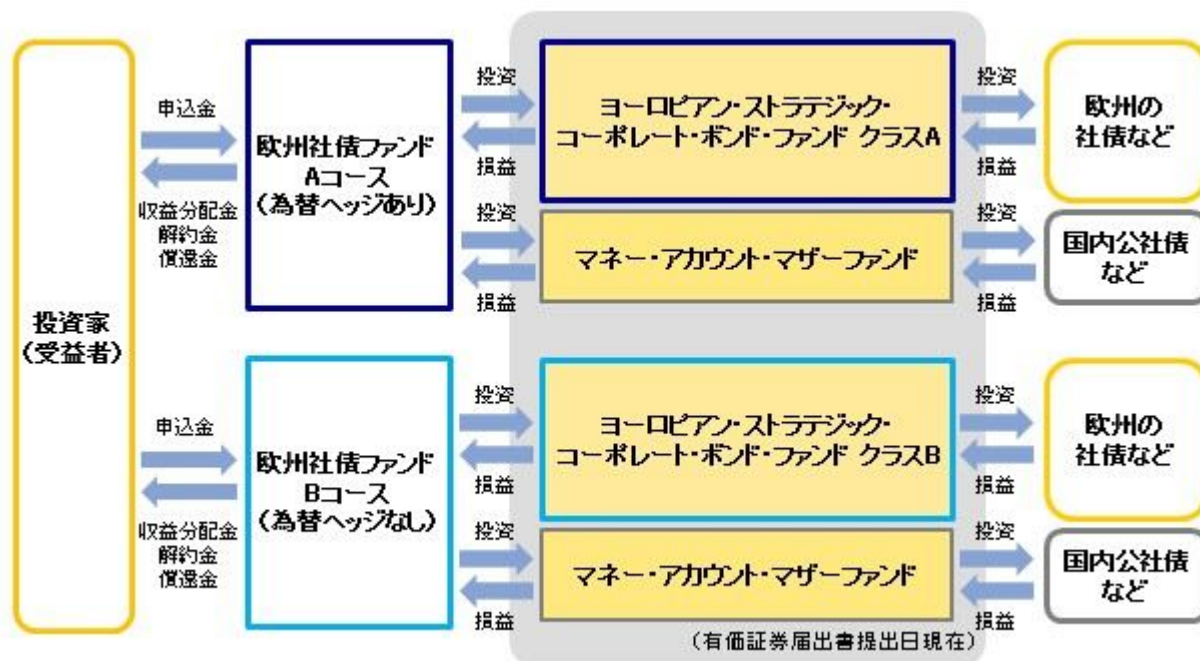 投資家
（受益者）
申込金
収益分配金
解約金
償還金
欧州社債ファンド
Aコース
（為替ヘッジあり）
投資
損益
ヨーロピアン・ストラテジック・
コーポレート・ボンド・ファンド クラスA
投資
損益
欧州の
社債など
投資
損益
マネー・アカウント・マザーファンド
投資
損益
国内公社債
など
申込金
収益分配金
解約金
償還金
欧州社債ファンド
Bコース
（為替ヘッジなし）
投資
損益
ヨーロピアン・ストラテジック・
コーポレート・ボンド・ファンド クラスB
投資
損益
欧州の
社債など
投資
損益
マネー・アカウント・マザーファンド
投資
損益
国内公社債
など
（有価証券届出書提出日現在）